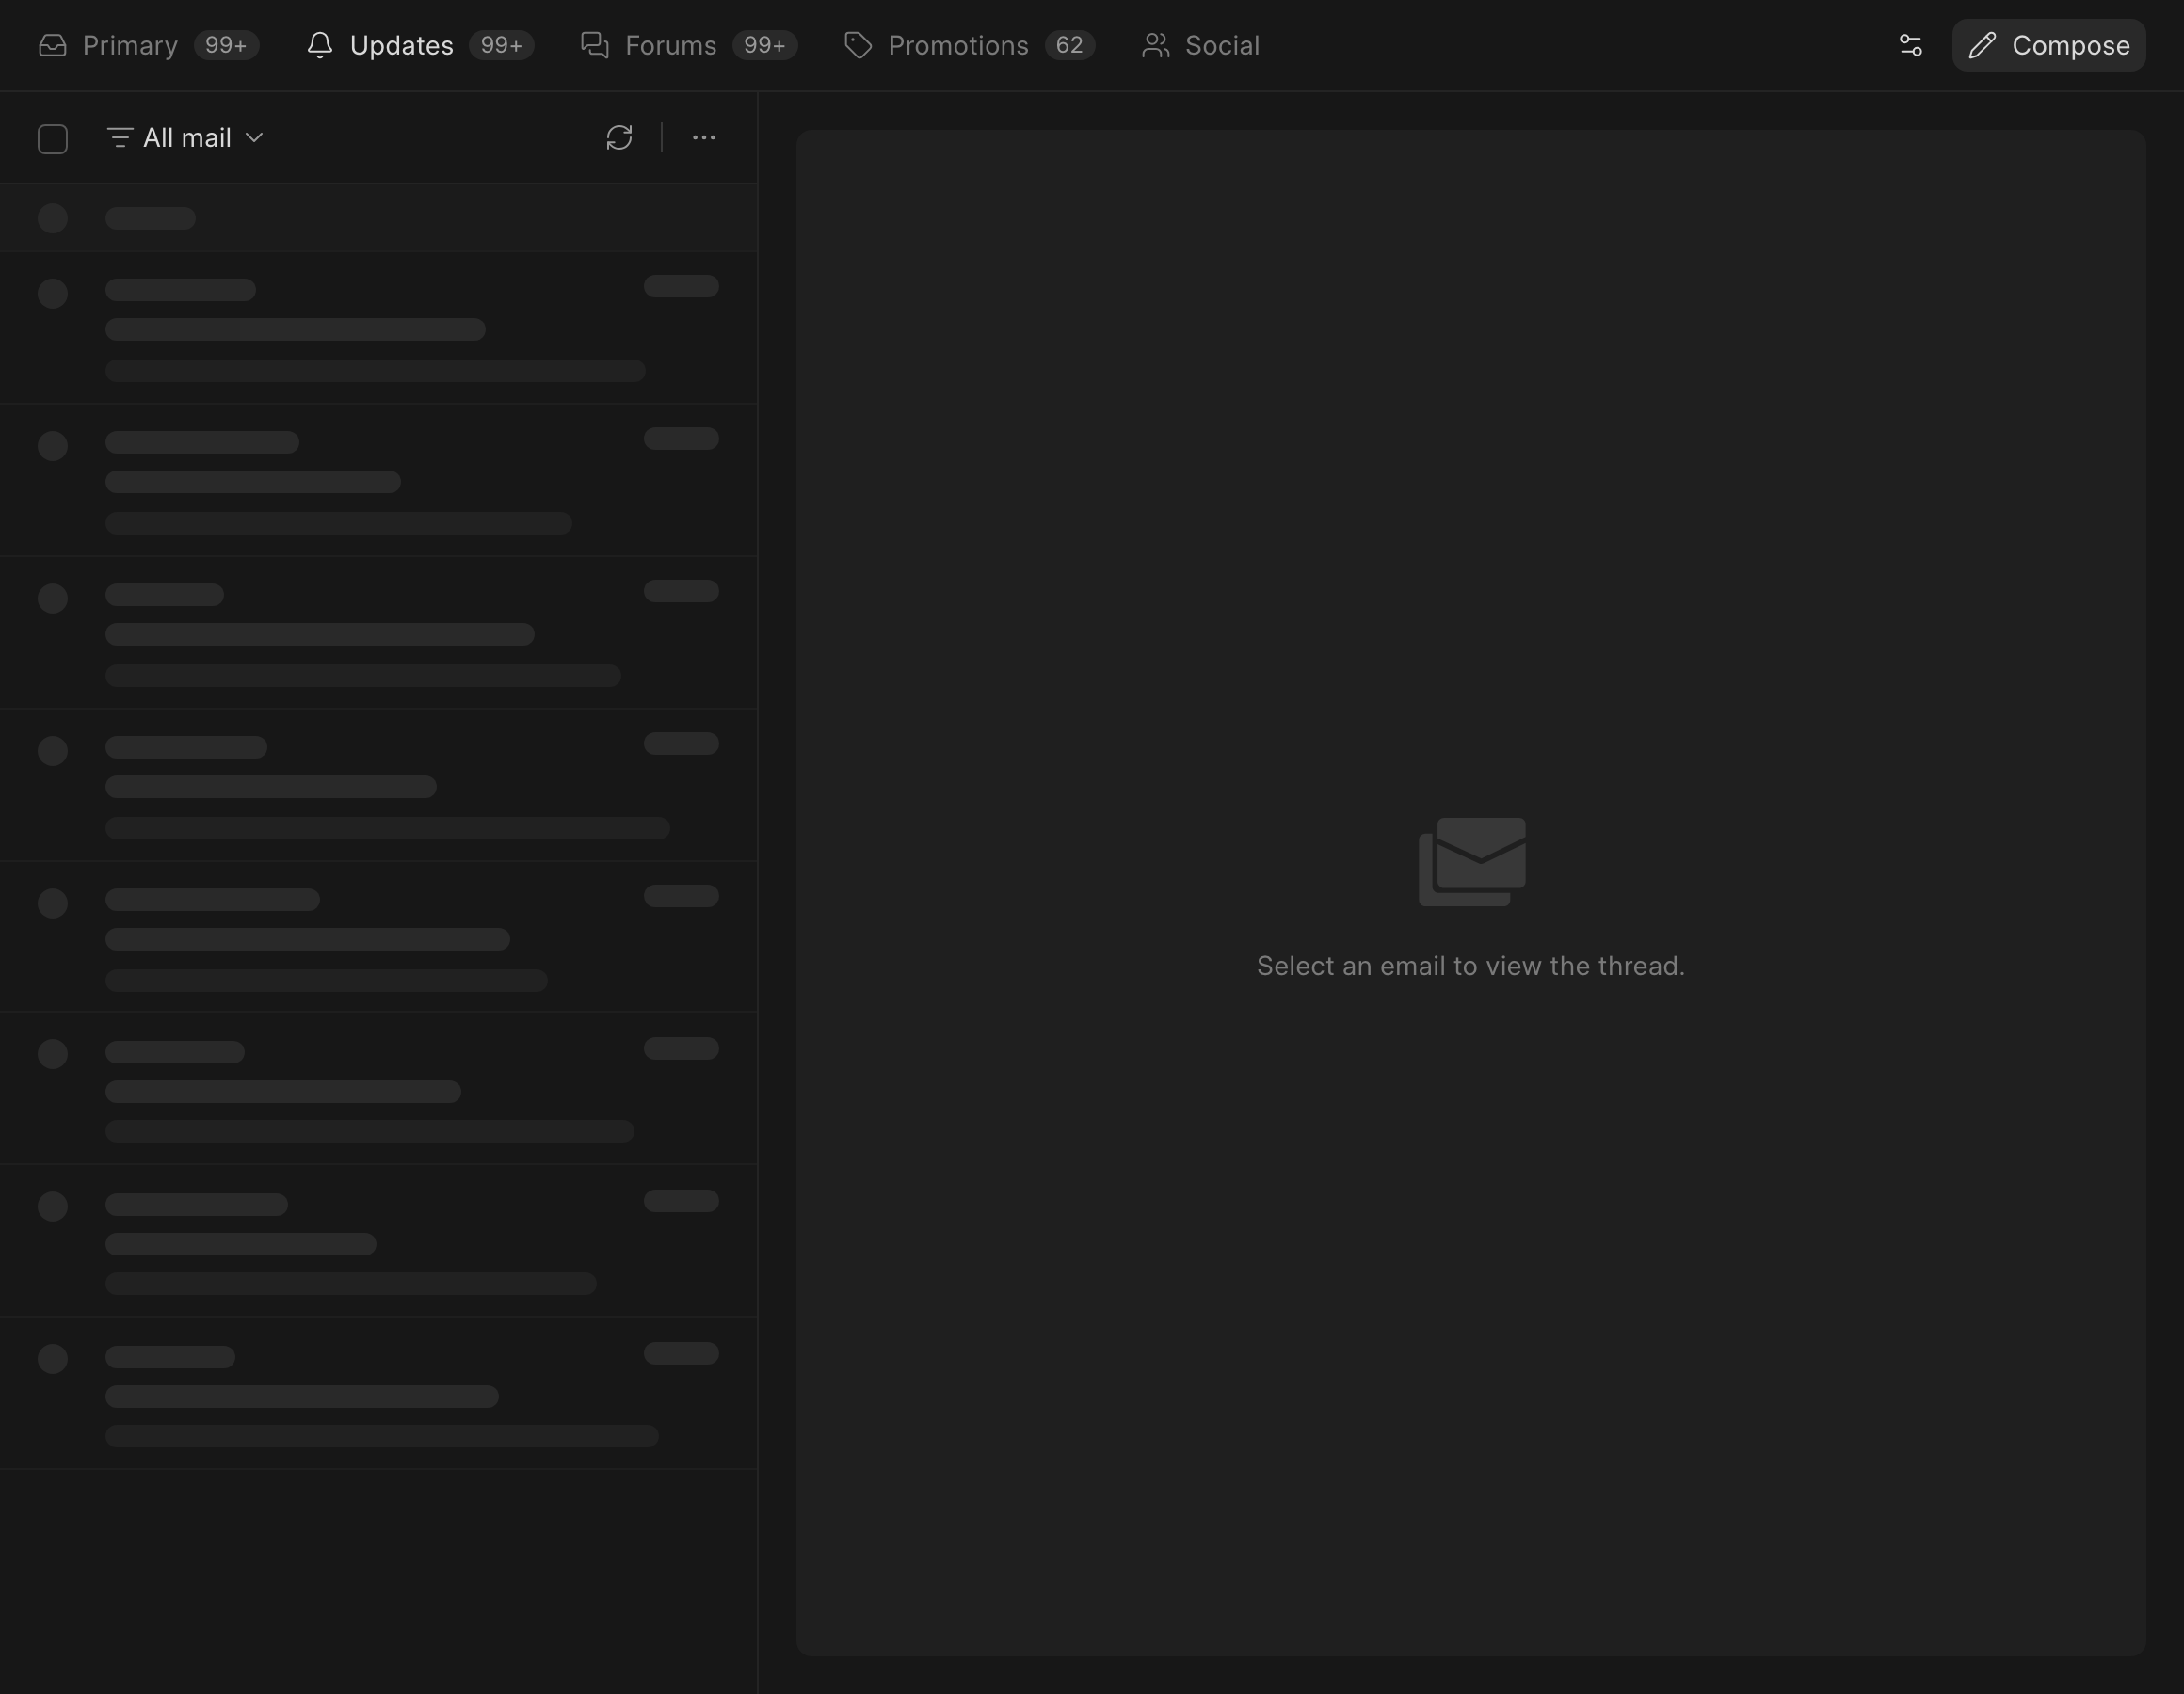 Primary 99+ Updates 99+ Forums 99+ Promotions 62 Social Compose
All mail
Select an email to view the thread.